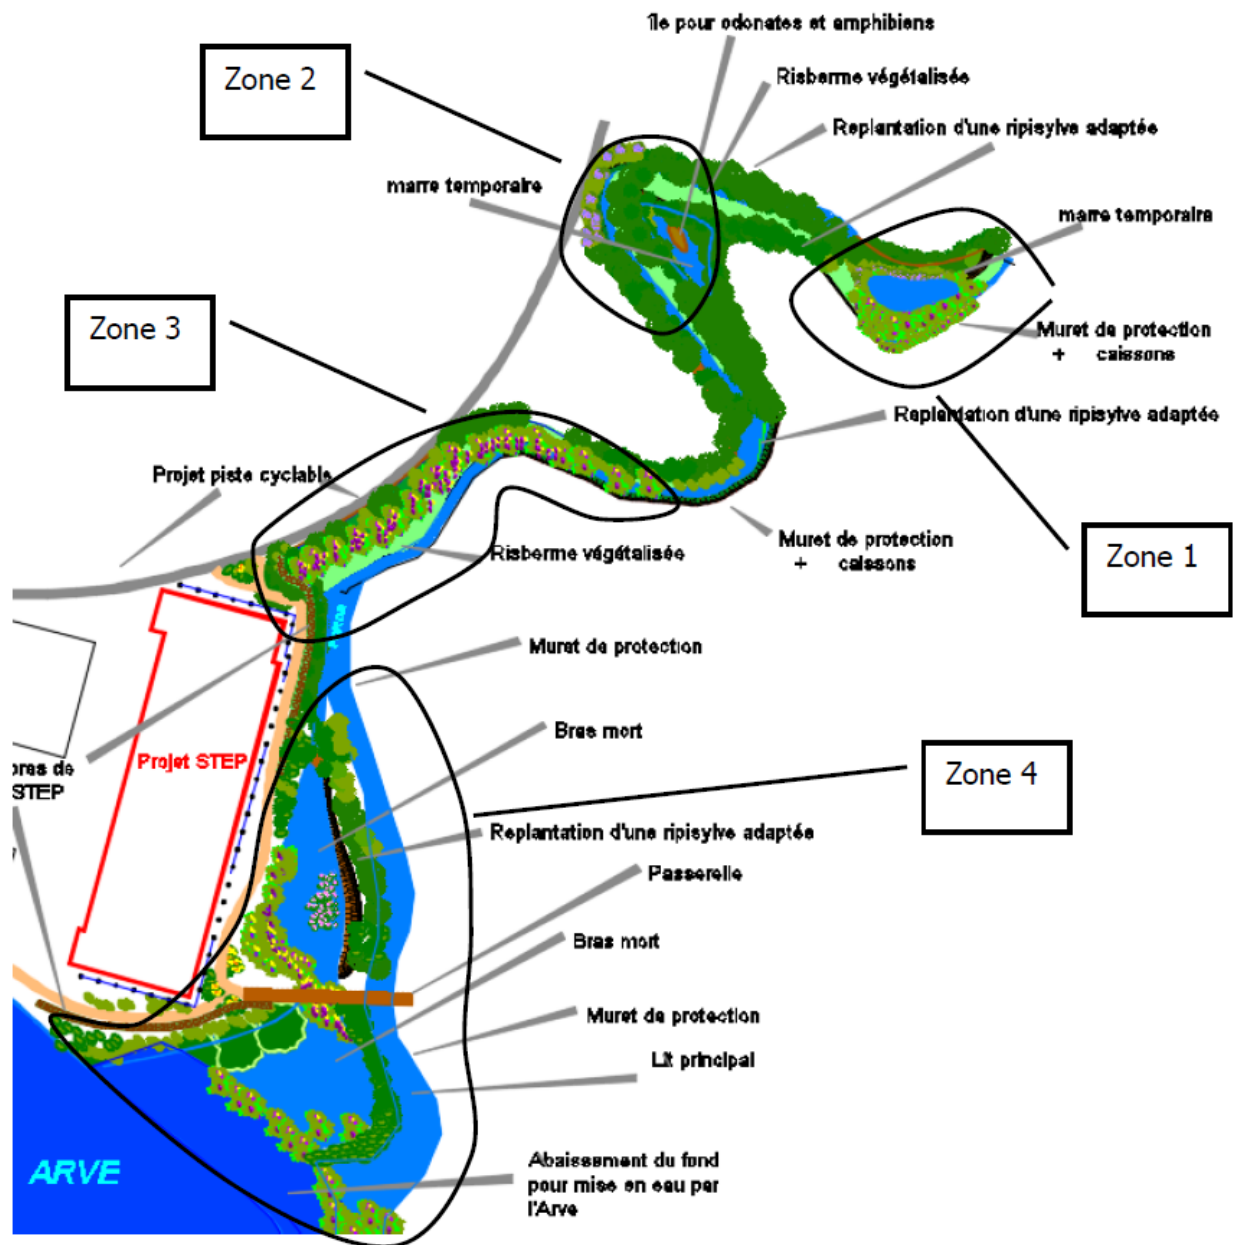 île pour odonates et amphibiens
Zone 2
Risberme végétalisée
Replantation d'une ripisylve adaptée
marre temporaire
marre temporaire
Zone 3
Muret de protection
+ caissons
Replantation d'une ripisylve adaptée
Projet piste cyclable
Muret de protection
+ caissons
Risberme végétalisée
Zone 1
Muret de protection
Bras mort
Projet STEP
de
STEP
Zone 4
Replantation d'une ripisylve adaptée
Passerelle
Bras mort
Muret de protection
Lit principal
ARVE
Abaissement du fond
pour mise en eau par
l'Arve